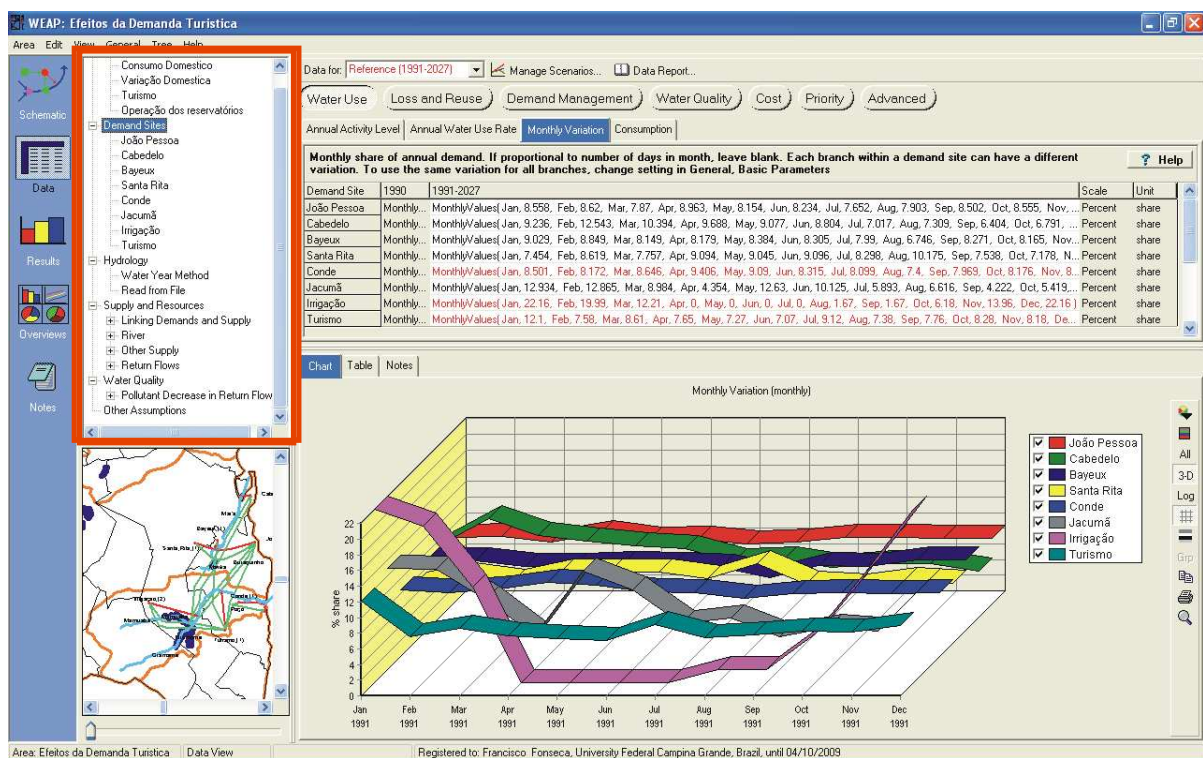 WEAP: Efeitos da Demanda Turistica
Area Edit View General Tree Help
Schematic
Data
Results
Overviews
Notes
Consumo Domestico
Variação Domestica
Turismo
Operação dos reservatórios
Demand Sites
João Pessoa
Cabedelo
Bayeux
Santa Rita
Conde
Jacumã
Irrigação
Turismo
Hydrology
Water Year Method
Read from File
Supply and Resources
Linking Demands and Supply
River
Other Supply
Return Flows
Water Quality
Pollutant Decrease in Return Flow
Other Assumptions
Data for: Reference (1991-2027) Manage Scenarios... Data Report...
Water Use Loss and Reuse Demand Management Water Quality Cost Priority Advanced
Annual Activity Level Annual Water Use Rate Monthly Variation Consumption
Monthly share of annual demand. If proportional to number of days in month, leave blank. Each branch within a demand site can have a different
variation. To use the same variation for all branches, change setting in General, Basic Parameters
? Help
Demand Site 1990 1991-2027 Scale Unit
João Pessoa Monthly... MonthlyValues( Jan, 8.558, Feb, 8.62, Mar, 7.87, Apr, 8.963, May, 8.154, Jun, 8.234, Jul, 7.652, Aug, 7.903, Sep, 8.502, Oct, 8.555, Nov, ... Percent share
Cabedelo Monthly... MonthlyValues( Jan, 9.236, Feb, 12.543, Mar, 10.394, Apr, 9.688, May, 9.077, Jun, 8.804, Jul, 7.017, Aug, 7.309, Sep, 6.404, Oct, 6.791, ... Percent share
Bayeux Monthly... MonthlyValues( Jan, 9.029, Feb, 8.849, Mar, 8.149, Apr, 8.179, May, 8.384, Jun, 8.305, Jul, 7.99, Aug, 6.746, Sep, 8.271, Oct, 8.165, Nov... Percent share
Santa Rita Monthly... MonthlyValues( Jan, 7.454, Feb, 8.619, Mar, 7.757, Apr, 9.094, May, 9.045, Jun, 9.096, Jul, 8.298, Aug, 10.175, Sep, 7.538, Oct, 7.178, N... Percent share
Conde Monthly... MonthlyValues( Jan, 8.501, Feb, 8.172, Mar, 8.646, Apr, 9.406, May, 9.09, Jun, 8.315, Jul, 8.099, Aug, 7.4, Sep, 7.969, Oct, 8.176, Nov, 8... Percent share
Jacumã Monthly... MonthlyValues( Jan, 12.934, Feb, 12.865, Mar, 8.984, Apr, 4.354, May, 12.63, Jun, 10.125, Jul, 5.893, Aug, 6.616, Sep, 4.222, Oct, 5.419, ... Percent share
Irrigação Monthly... MonthlyValues( Jan, 22.16, Feb, 19.99, Mar, 12.21, Apr, 0, May, 0, Jun, 0, Jul, 0, Aug, 1.67, Sep, 1.67, Oct, 6.18, Nov, 13.96, Dec, 22.16 ) Percent share
Turismo Monthly... MonthlyValues( Jan, 12.1, Feb, 7.58, Mar, 8.61, Apr, 7.65, May, 7.27, Jun, 7.07, Jul, 9.12, Aug, 7.38, Sep, 7.76, Oct, 8.28, Nov, 8.18, De... Percent share
Chart Table Notes
Monthly Variation (monthly)
% share
22
20
18
16
14
12
10
8
6
4
2
0
Jan Feb Mar Apr May Jun Jul Aug Sep Oct Nov Dec
1991 1991 1991 1991 1991 1991 1991 1991 1991 1991 1991 1991
João Pessoa
Cabedelo
Bayeux
Santa Rita
Conde
Jacumã
Irrigação
Turismo
All
3-D
Log
Grp
Santa Rita (1)
Conde (1)
Irrigação (2)
Turismo (1)
Area: Efeitos da Demanda Turistica Data View Registered to: Francisco Fonseca, University Federal Campina Grande, Brazil, until 04/10/2009